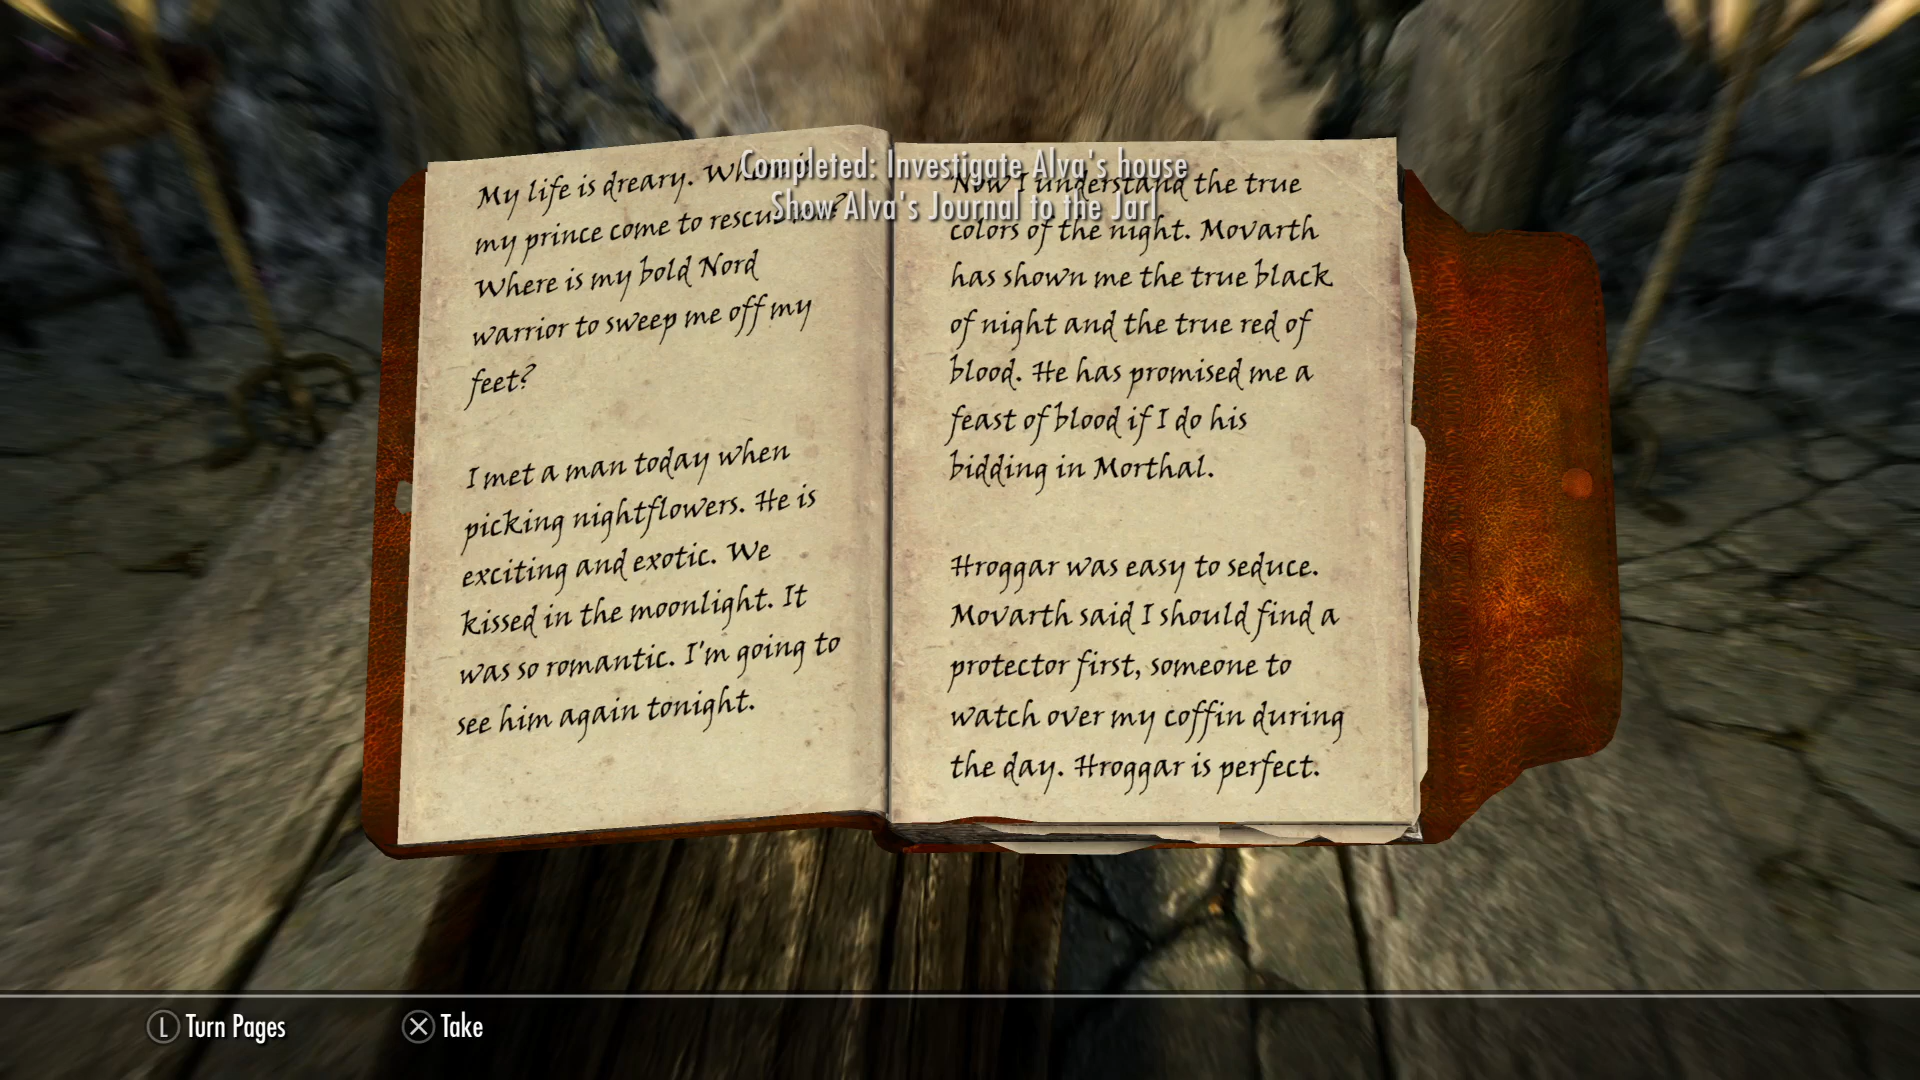 Completed: Investigate Alva's house
Show Alva's Journal to the Jarl
My life is dreary. Where is
my prince come to rescue me?
Where is my bold Nord
warrior to sweep me off my
feet?
I met a man today when
picking nightflowers. He is
exciting and exotic. We
kissed in the moonlight. It
was so romantic. I'm going to
see him again tonight.
Now I understand the true
colors of the night. Movarth
has shown me the true black
of night and the true red of
blood. He has promised me a
feast of blood if I do his
bidding in Morthal.
Hroggar was easy to seduce.
Movarth said I should find a
protector first, someone to
watch over my coffin during
the day. Hroggar is perfect.
L Turn Pages
X Take